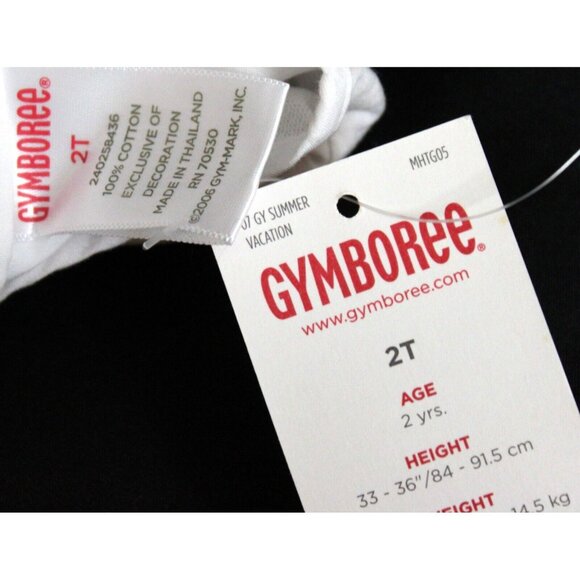 GYMBOREE®
2T
240258436
100% COTTON
EXCLUSIVE OF
DECORATION
MADE IN THAILAND
RN 70530
©2006 GYM-MARK, INC.
MHTG05
07 GY SUMMER
VACATION
GYMBOREE®
www.gymboree.com
2T
AGE
2 yrs.
HEIGHT
33 - 36"/84 - 91.5 cm
14.5 kg